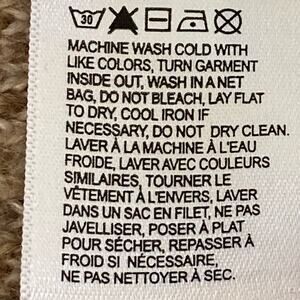 30
MACHINE WASH COLD WITH
LIKE COLORS, TURN GARMENT
INSIDE OUT, WASH IN A NET
BAG, DO NOT BLEACH, LAY FLAT
TO DRY, COOL IRON IF
NECESSARY, DO NOT DRY CLEAN.
LAVER À LA MACHINE À L'EAU
FROIDE, LAVER AVEC COULEURS
SIMILAIRES, TOURNER LE
VÊTEMENT À L'ENVERS, LAVER
DANS UN SAC EN FILET, NE PAS
JAVELLISER, POSER À PLAT
POUR SÉCHER, REPASSER À
FROID SI NÉCESSAIRE,
NE PAS NETTOYER À SEC.